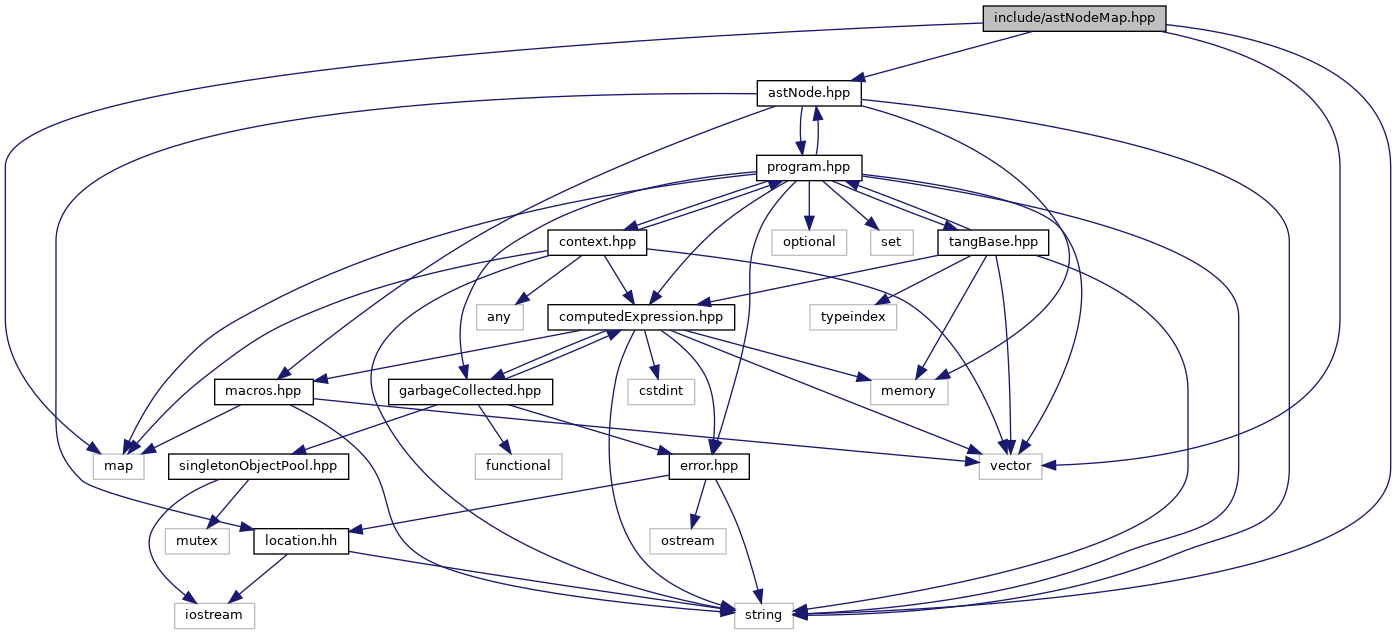 include/astNodeMap.hpp
astNode.hpp
program.hpp
context.hpp
optional
set
tangBase.hpp
any
computedExpression.hpp
typeindex
macros.hpp
garbageCollected.hpp
cstdint
memory
map
singletonObjectPool.hpp
functional
error.hpp
vector
mutex
location.hh
ostream
iostream
string